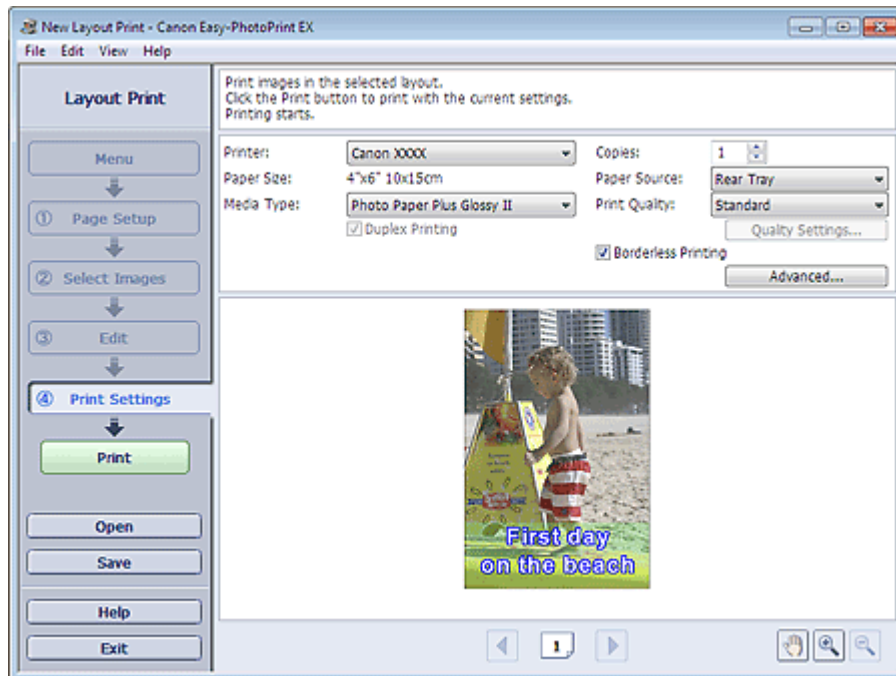 New Layout Print - Canon Easy-PhotoPrint EX
File Edit View Help
Layout Print
Menu
① Page Setup
② Select Images
③ Edit
④ Print Settings
Print
Open
Save
Help
Exit
Print images in the selected layout.
Click the Print button to print with the current settings.
Printing starts.
Printer: Canon XXXX Copies: 1
Paper Size: 4"x6" 10x15cm Paper Source: Rear Tray
Media Type: Photo Paper Plus Glossy II Print Quality: Standard
Duplex Printing Quality Settings...
Borderless Printing
Advanced...
First day
on the beach
1